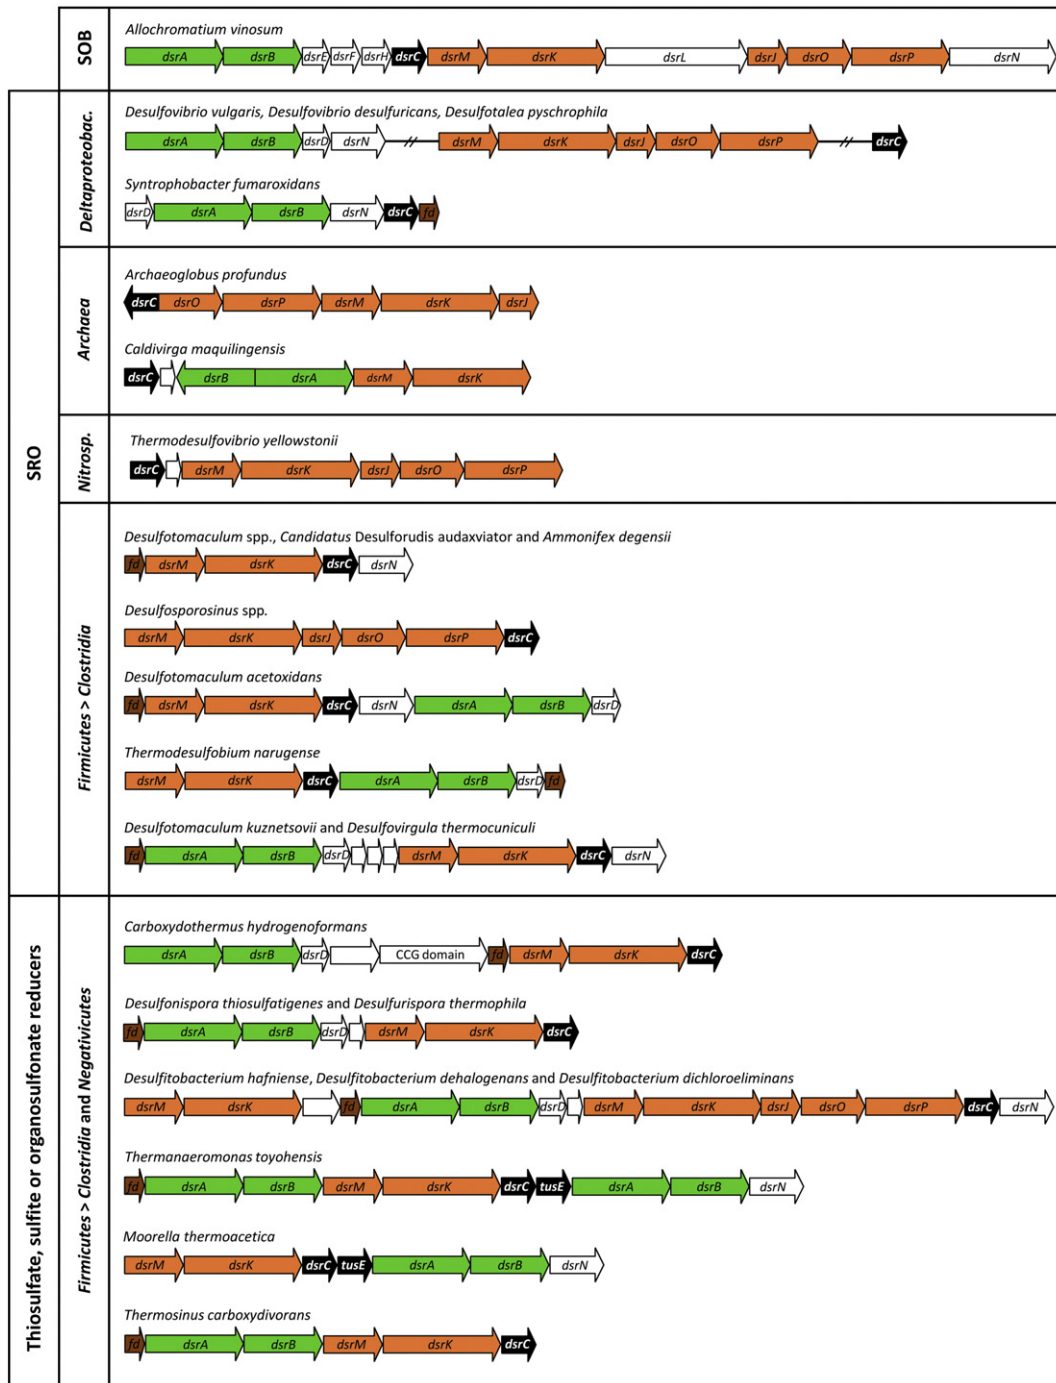 SOB
Allochromatium vinosum
dsrA dsrB dsrE dsrF dsrH dsrC dsrM dsrK dsrL dsrJ dsrO dsrP dsrN
SRO
Deltaproteobac.
Desulfovibrio vulgaris, Desulfovibrio desulfuricans, Desulfotalea pyschrophila
dsrA dsrB dsrD dsrN dsrM dsrK dsrJ dsrO dsrP dsrC
Syntrophobacter fumaroxidans
dsrD dsrA dsrB dsrN dsrC fd
Archaea
Archaeoglobus profundus
dsrC dsrO dsrP dsrM dsrK dsrJ
Caldivirga maquilingensis
dsrC dsrB dsrA dsrM dsrK
Nitrosp.
Thermodesulfovibrio yellowstonii
dsrC dsrM dsrK dsrJ dsrO dsrP
Firmicutes > Clostridia
Desulfotomaculum spp., Candidatus Desulforudis audaxviator and Ammonifex degensii
fd dsrM dsrK dsrC dsrN
Desulfosporosinus spp.
dsrM dsrK dsrJ dsrO dsrP dsrC
Desulfotomaculum acetoxidans
fd dsrM dsrK dsrC dsrN dsrA dsrB dsrD
Thermodesulfobium narugense
dsrM dsrK dsrC dsrA dsrB dsrD fd
Desulfotomaculum kuznetsovii and Desulfovirgula thermocuniculi
fd dsrA dsrB dsrD dsrM dsrK dsrC dsrN
Thiosulfate, sulfite or organosulfonate reducers
Firmicutes > Clostridia and Negativicutes
Carboxydothermus hydrogenoformans
dsrA dsrB dsrD CCG domain fd dsrM dsrK dsrC
Desulfonispora thiosulfatigenes and Desulfurispora thermophila
fd dsrA dsrB dsrD dsrM dsrK dsrC
Desulfitobacterium hafniense, Desulfitobacterium dehalogenans and Desulfitobacterium dichloroeliminans
dsrM dsrK fd dsrA dsrB dsrD dsrM dsrK dsrJ dsrO dsrP dsrC dsrN
Thermanaeromonas toyohensis
fd dsrA dsrB dsrM dsrK dsrC tusE dsrA dsrB dsrN
Moorella thermoacetica
dsrM dsrK dsrC tusE dsrA dsrB dsrN
Thermosinus carboxydivorans
fd dsrA dsrB dsrM dsrK dsrC